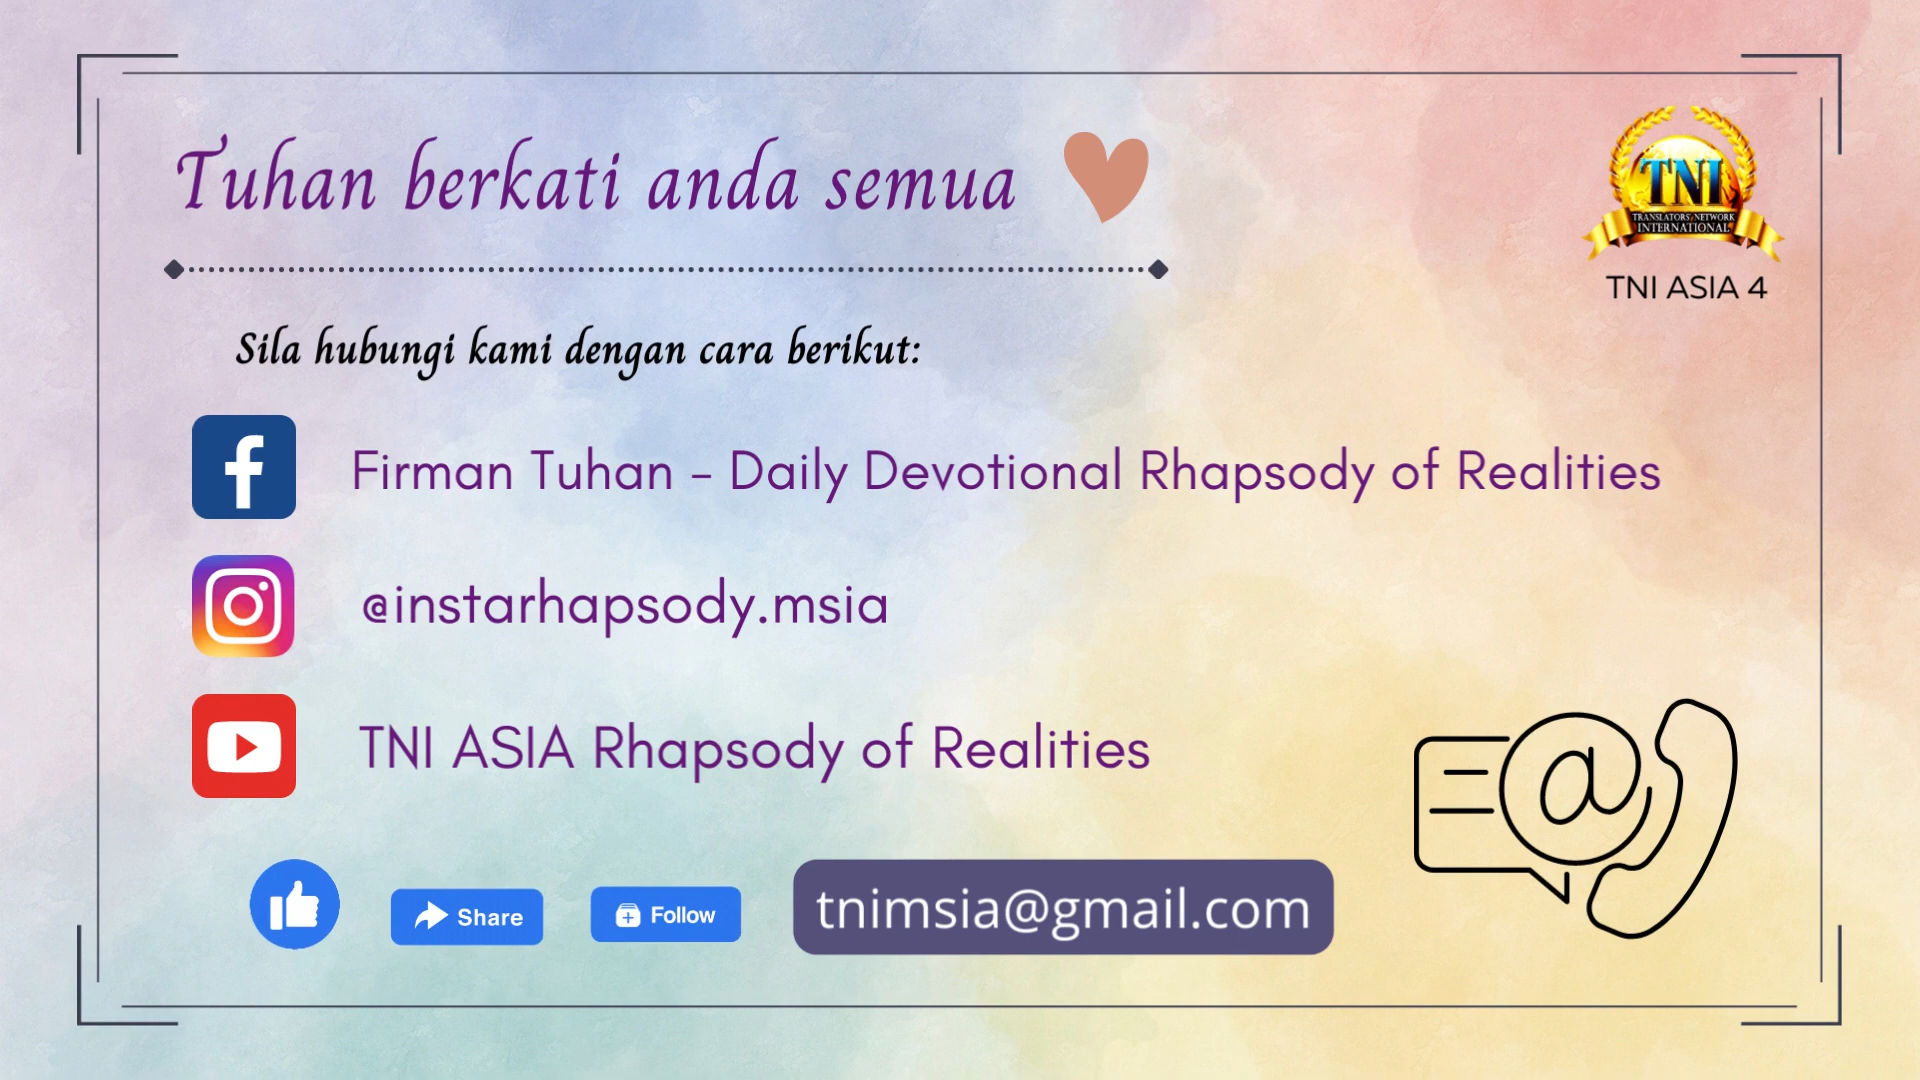 Tuhan berkati anda semua
TNI
TRANSLATORS' NETWORK
INTERNATIONAL
TNI ASIA 4
Sila hubungi kami dengan cara berikut:
Firman Tuhan - Daily Devotional Rhapsody of Realities
@instarhapsody.msia
TNI ASIA Rhapsody of Realities
Share
Follow
tnimsia@gmail.com